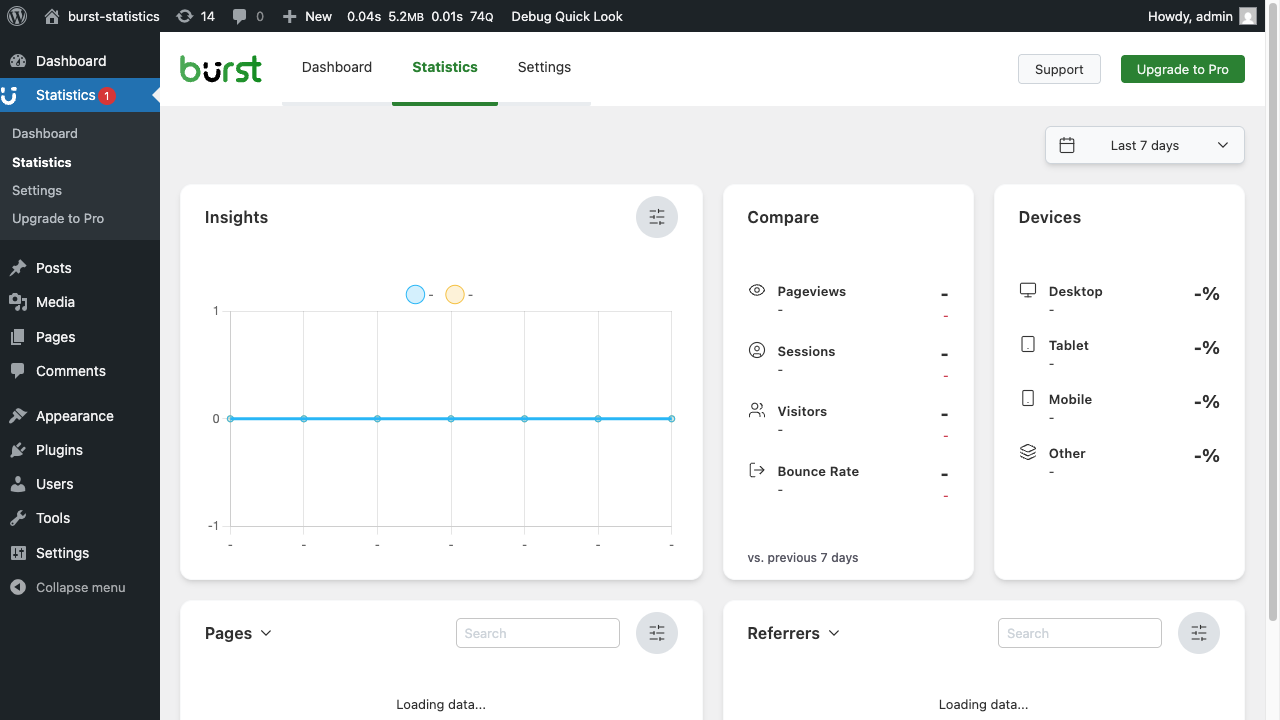 burst-statistics 14 0 New 0.04s 5.2MB 0.01s 74Q Debug Quick Look Howdy, admin
Dashboard
Statistics 1
Dashboard
Statistics
Settings
Upgrade to Pro
Posts
Media
Pages
Comments
Appearance
Plugins
Users
Tools
Settings
Collapse menu
burst Dashboard Statistics Settings Support Upgrade to Pro
Last 7 days
Insights
- -
1
0
-1
- - - - - - -
Compare
Pageviews -
- -
Sessions -
- -
Visitors -
- -
Bounce Rate -
- -
vs. previous 7 days
Devices
Desktop -%
-
Tablet -%
-
Mobile -%
-
Other -%
-
Pages Search
Loading data...
Referrers Search
Loading data...